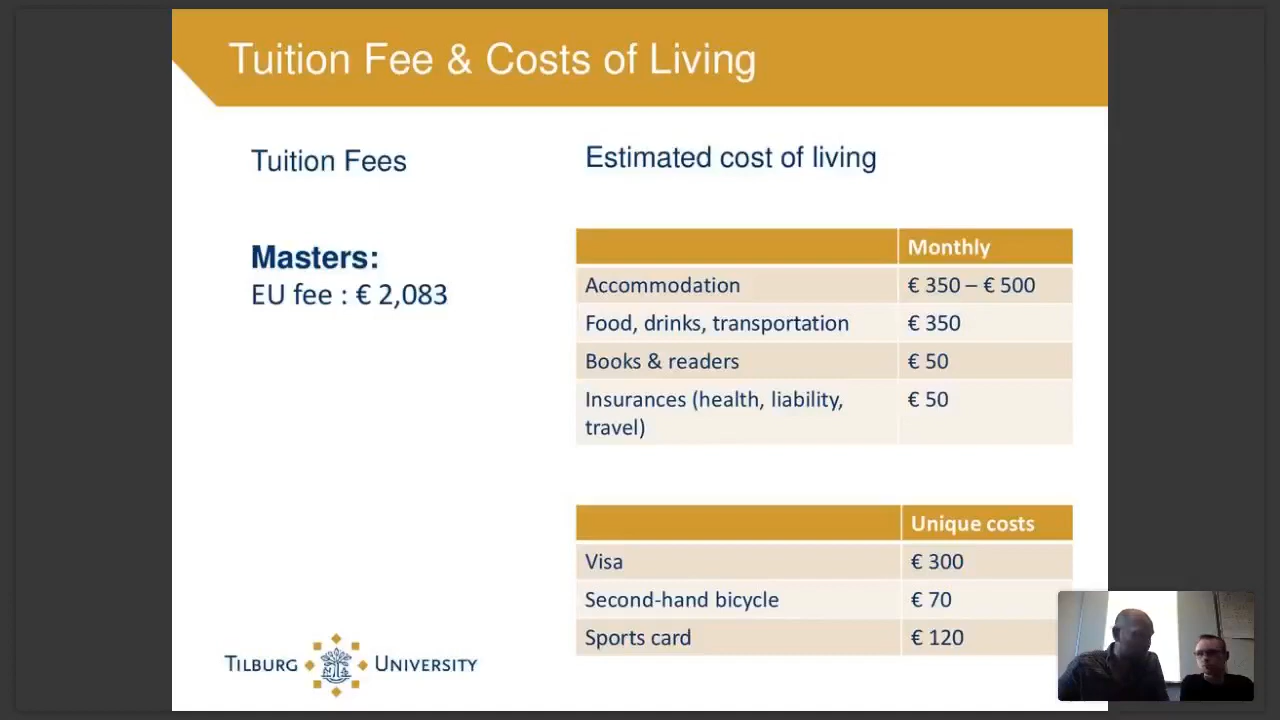 Tuition Fee & Costs of Living
Tuition Fees
Masters:
EU fee : € 2,083
Estimated cost of living
Monthly
Accommodation € 350 – € 500
Food, drinks, transportation € 350
Books & readers € 50
Insurances (health, liability, € 50
travel)
Unique costs
Visa € 300
Second-hand bicycle € 70
Sports card € 120
TILBURG UNIVERSITY